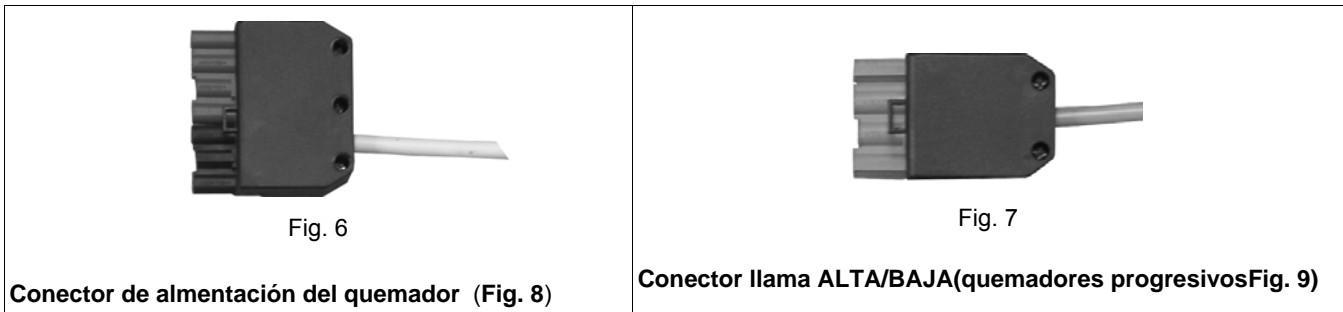 Fig. 6
Conector de almentación del quemador (Fig. 8)
Fig. 7
Conector llama ALTA/BAJA(quemadores progresivosFig. 9)